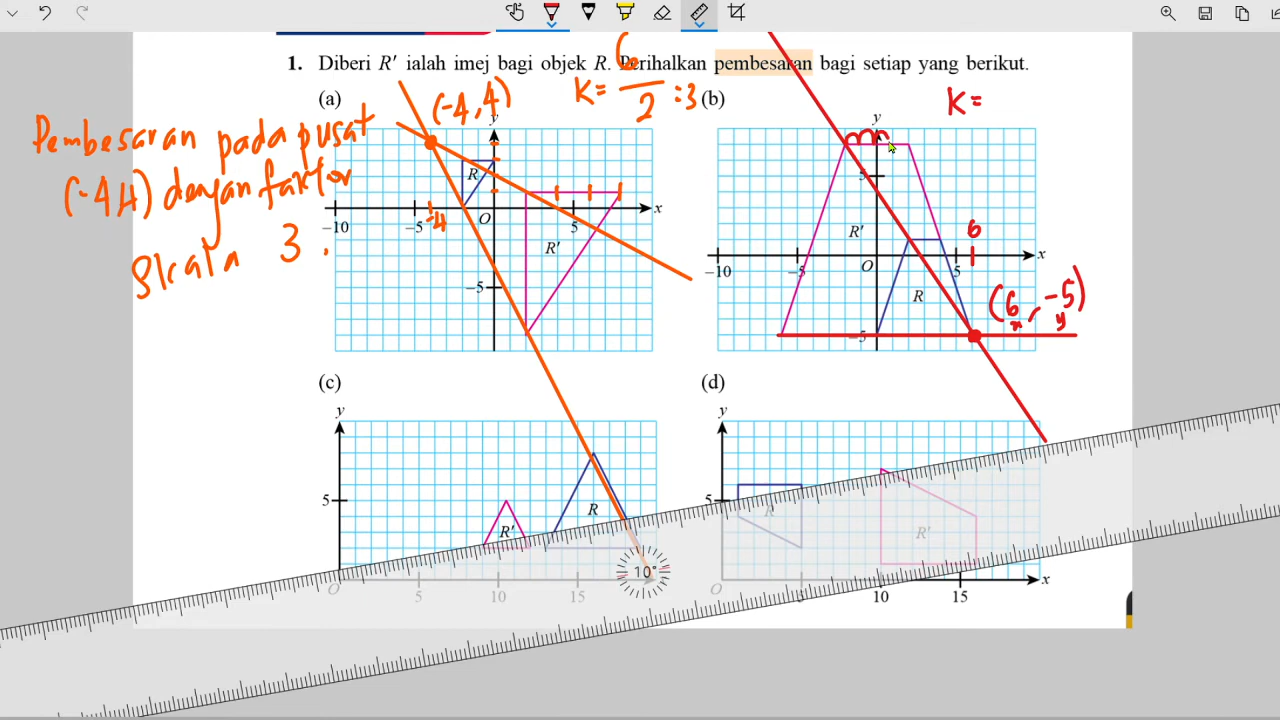 1. Diberi R′ ialah imej bagi objek R. Perihalkan pembesaran bagi setiap yang berikut.
(a)
K= 6/2 :3
(b)
K=
(-4,4)
Pembesaran pada pusat
(-4,4) dengan faktor
skala 3.
y
R
-10 -5 O 5 x
-4
R′
-5
y
5
R′
6
-10 -5 O 5 x
R
(6, -5)
x y
-5
(c)
(d)
y
5
R
R′
O 5 10 15
10°
y
5
R
R′
O 5 10 15 x